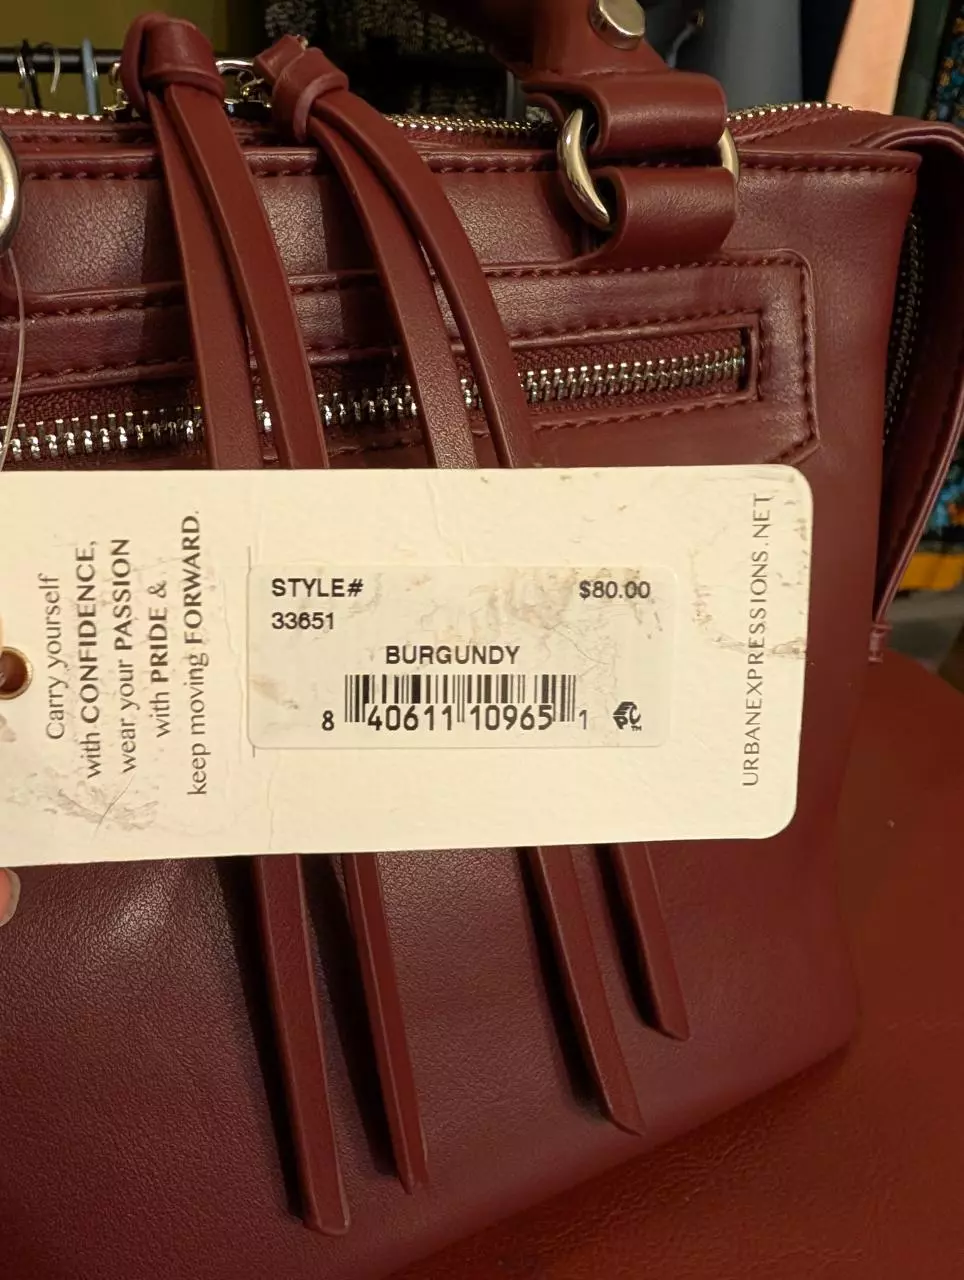 Carry yourself
with CONFIDENCE,
wear your PASSION
with PRIDE &
keep moving FORWARD.
STYLE# $80.00
33651
BURGUNDY
8 40611 10965 1
URBANEXPRESSIONS.NET